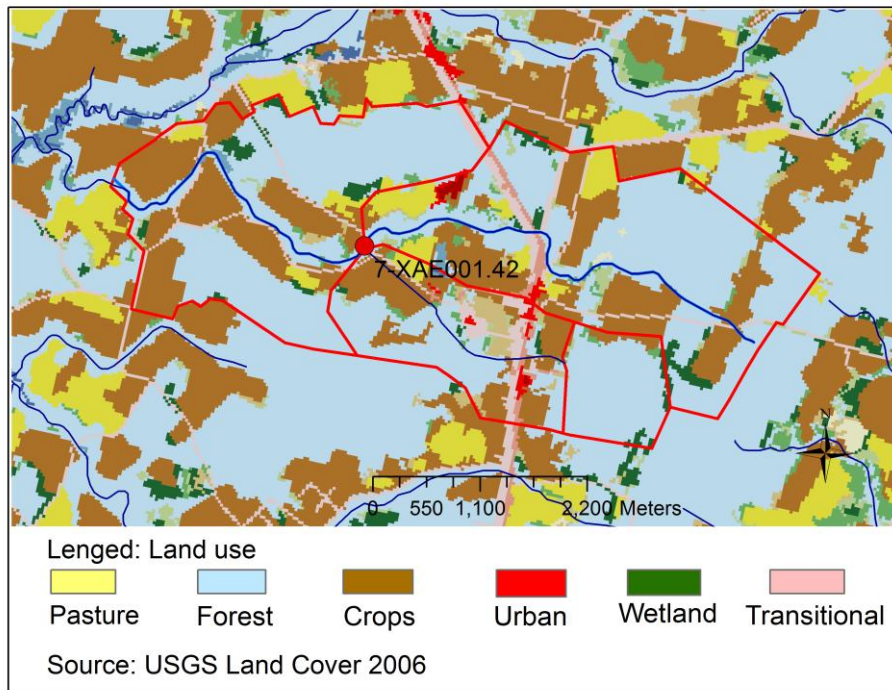 7-XAE001.42
N
0 550 1,100 2,200 Meters
Lenged: Land use
Pasture Forest Crops Urban Wetland Transitional
Source: USGS Land Cover 2006